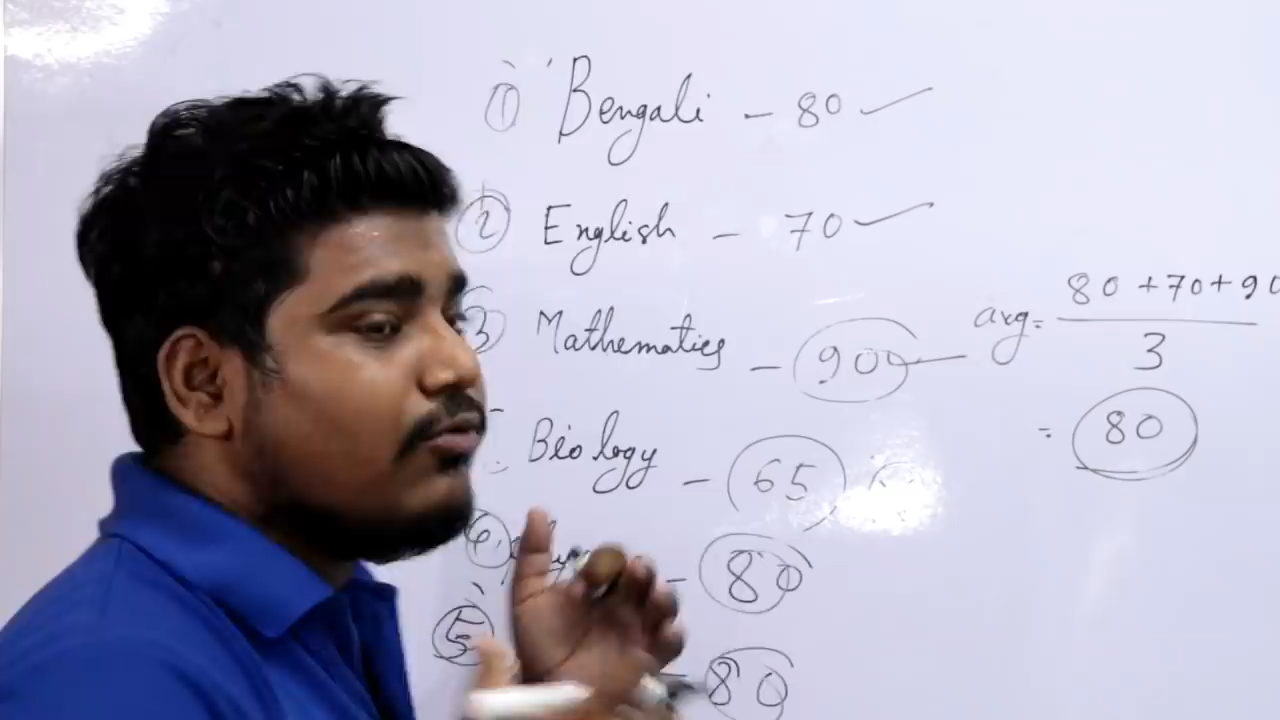 ① Bengali - 80 ✓
② English - 70 ✓
③ Mathematics - 90
avg = 80 + 70 + 90
3
= 80
Biology - 65
- 80
⑤
80